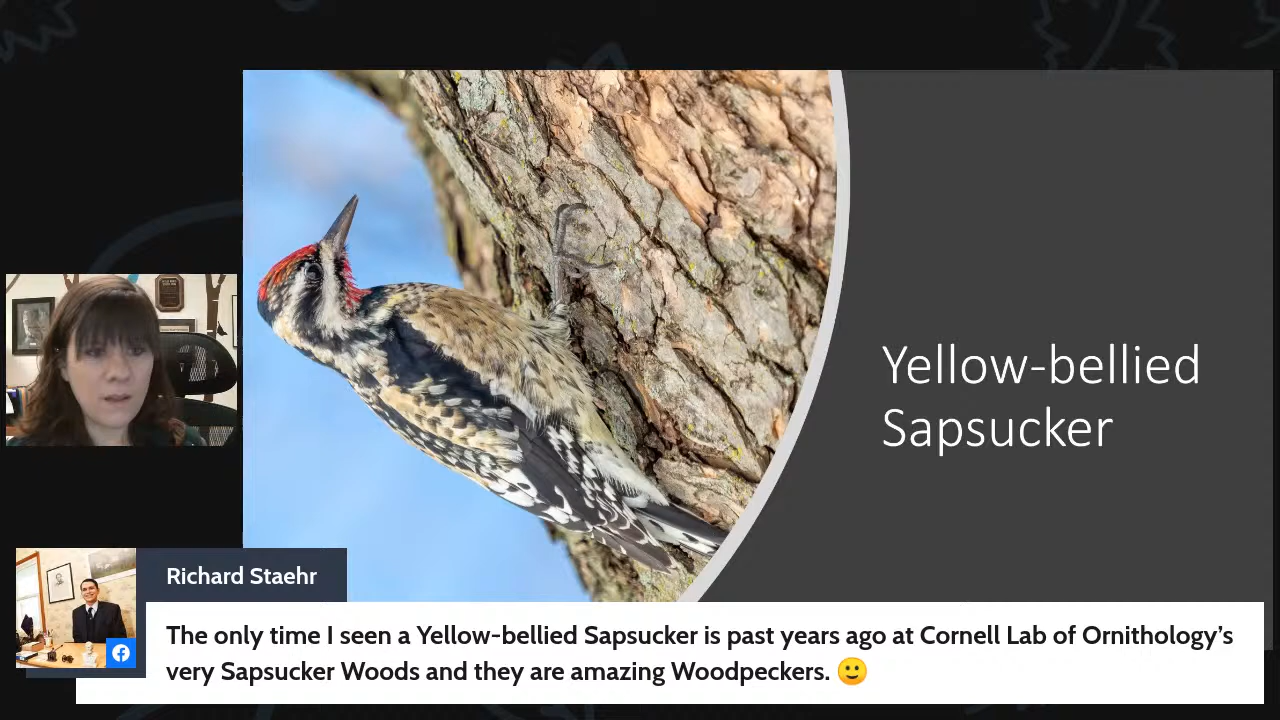 Yellow-bellied
Sapsucker
Richard Staehr
The only time I seen a Yellow-bellied Sapsucker is past years ago at Cornell Lab of Ornithology’s
very Sapsucker Woods and they are amazing Woodpeckers. 🙂